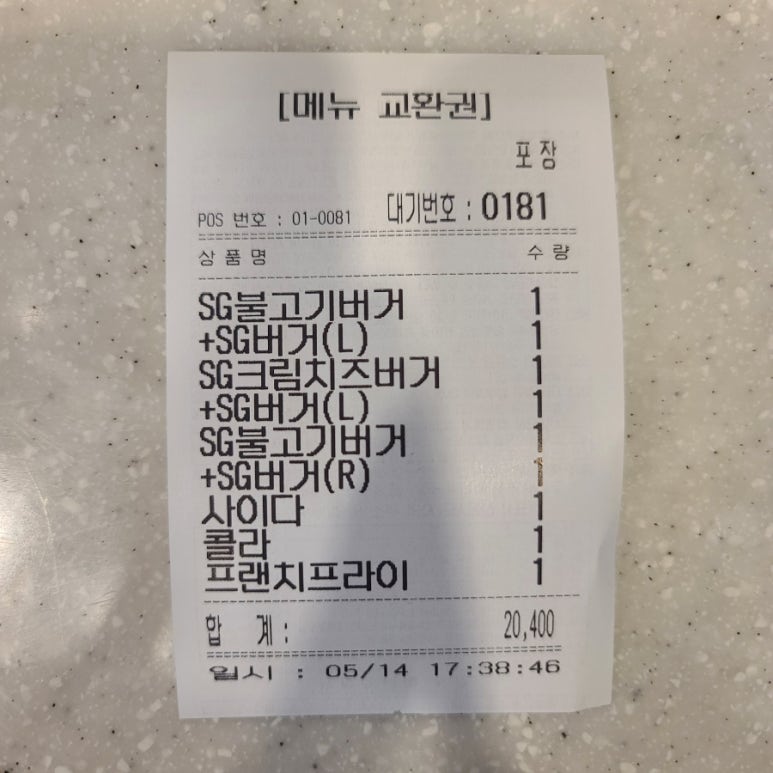 [메뉴 교환권]
포장
POS 번호 : 01-0081 대기번호 : 0181
상품명 수량
SG불고기버거 1
+SG버거(L) 1
SG크림치즈버거 1
+SG버거(L) 1
SG불고기버거 1
+SG버거(R) 1
사이다 1
콜라 1
프랜치프라이 1
합 계: 20,400
일시 : 05/14 17:38:46